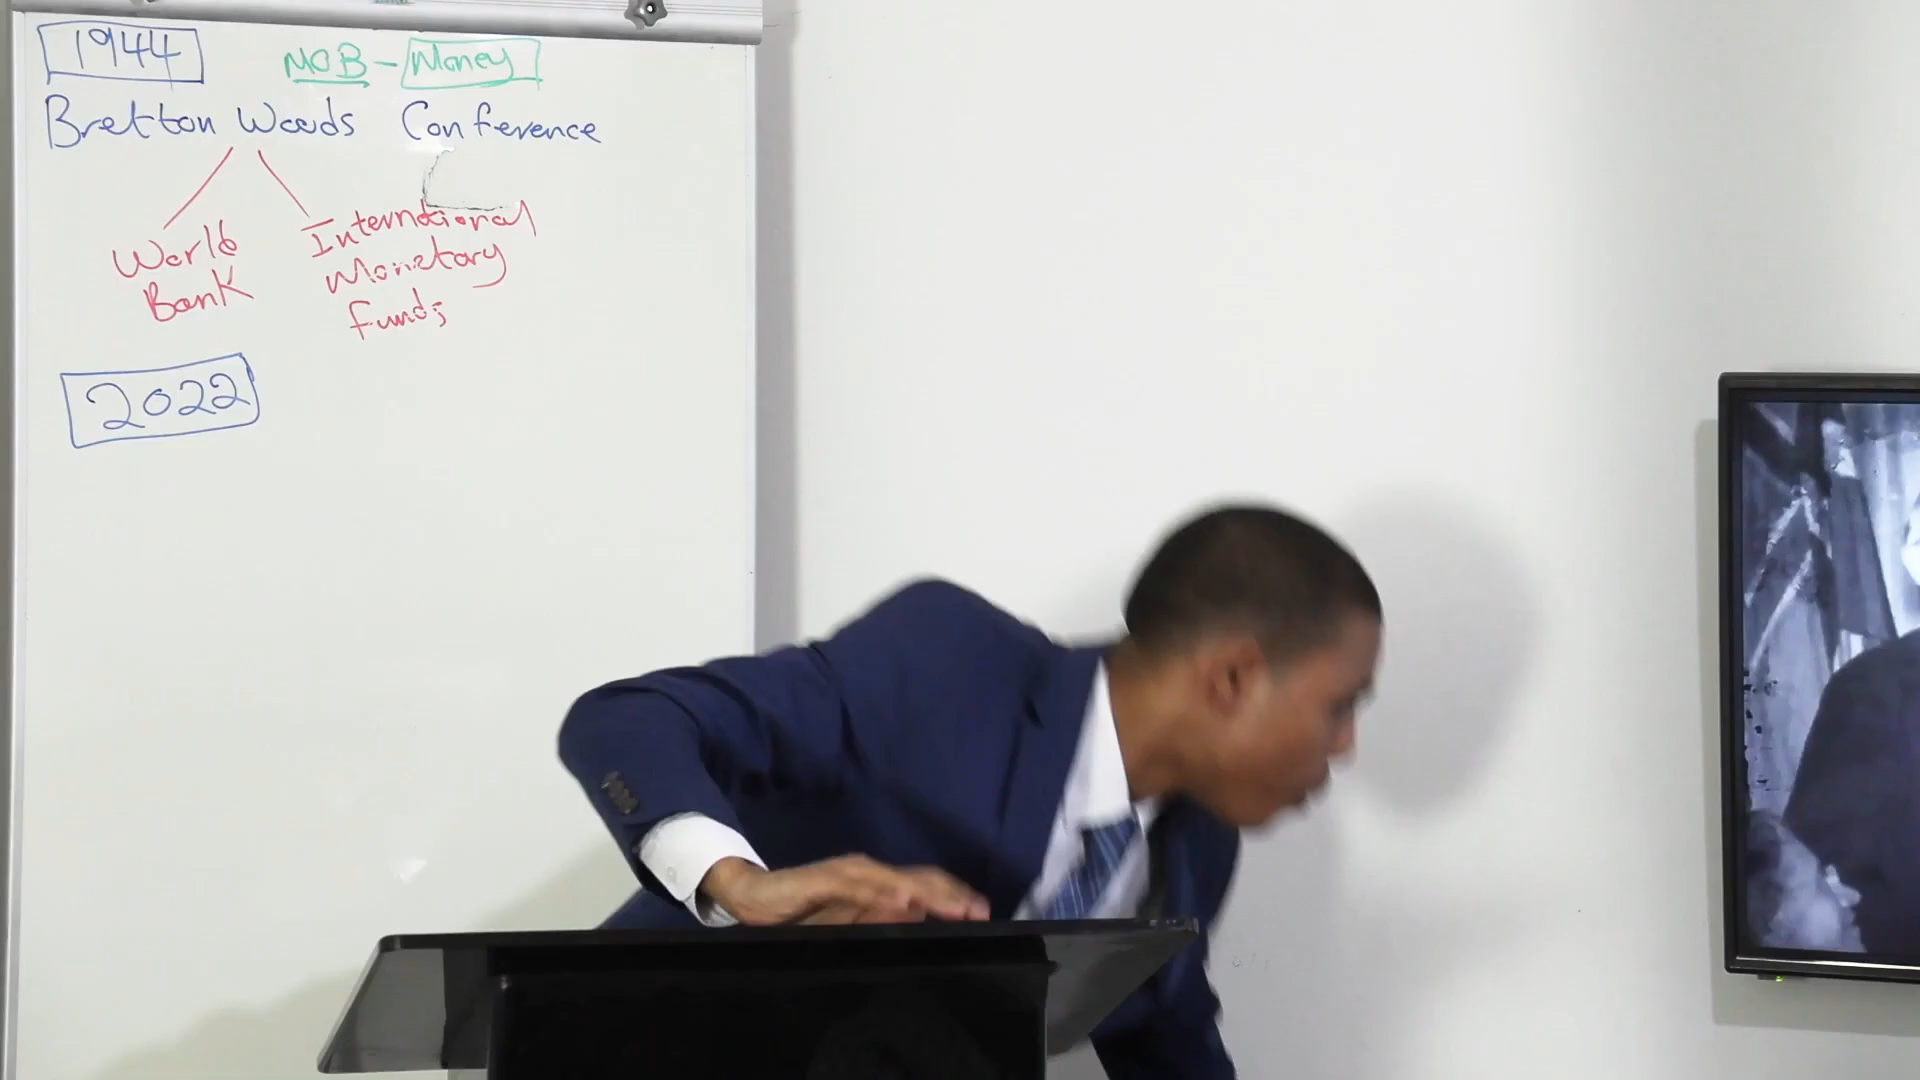 1944
MOB - Money
Bretton Woods Conference
World
Bank
International
Monetary
Funds
2022